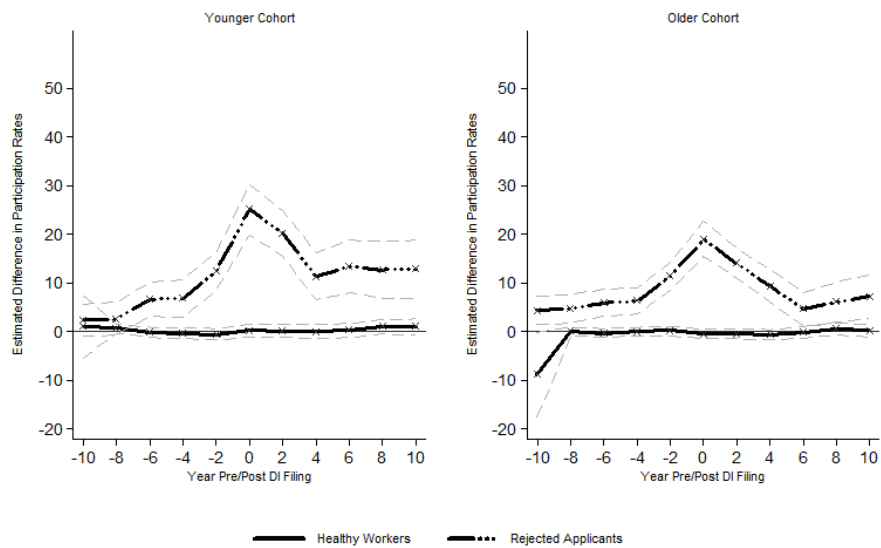 Younger Cohort
Estimated Difference in Participation Rates
50
40
30
20
10
0
-10
-20
-10 -8 -6 -4 -2 0 2 4 6 8 10
Year Pre/Post DI Filing
Older Cohort
Estimated Difference in Participation Rates
50
40
30
20
10
0
-10
-20
-10 -8 -6 -4 -2 0 2 4 6 8 10
Year Pre/Post DI Filing
Healthy Workers Rejected Applicants